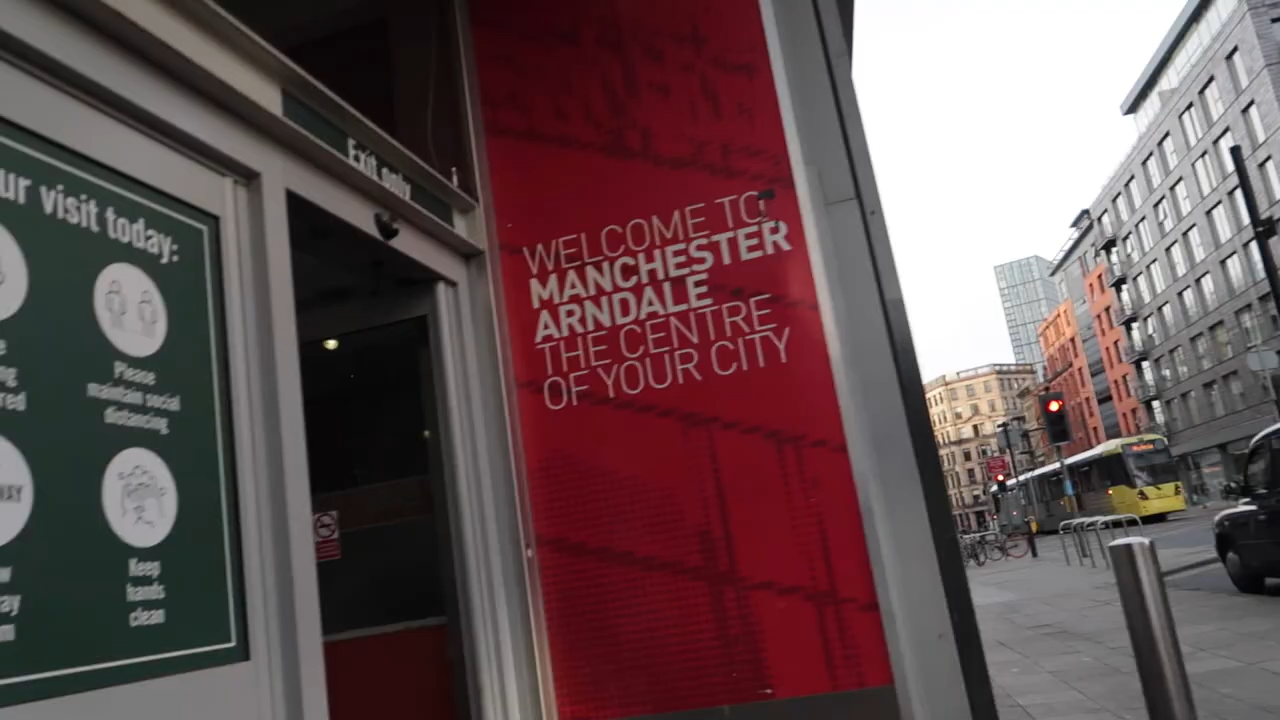 ur visit today:
Please
maintain social
distancing
Keep
hands
clean
Exit only
WELCOME TO
MANCHESTER
ARNDALE
THE CENTRE
OF YOUR CITY